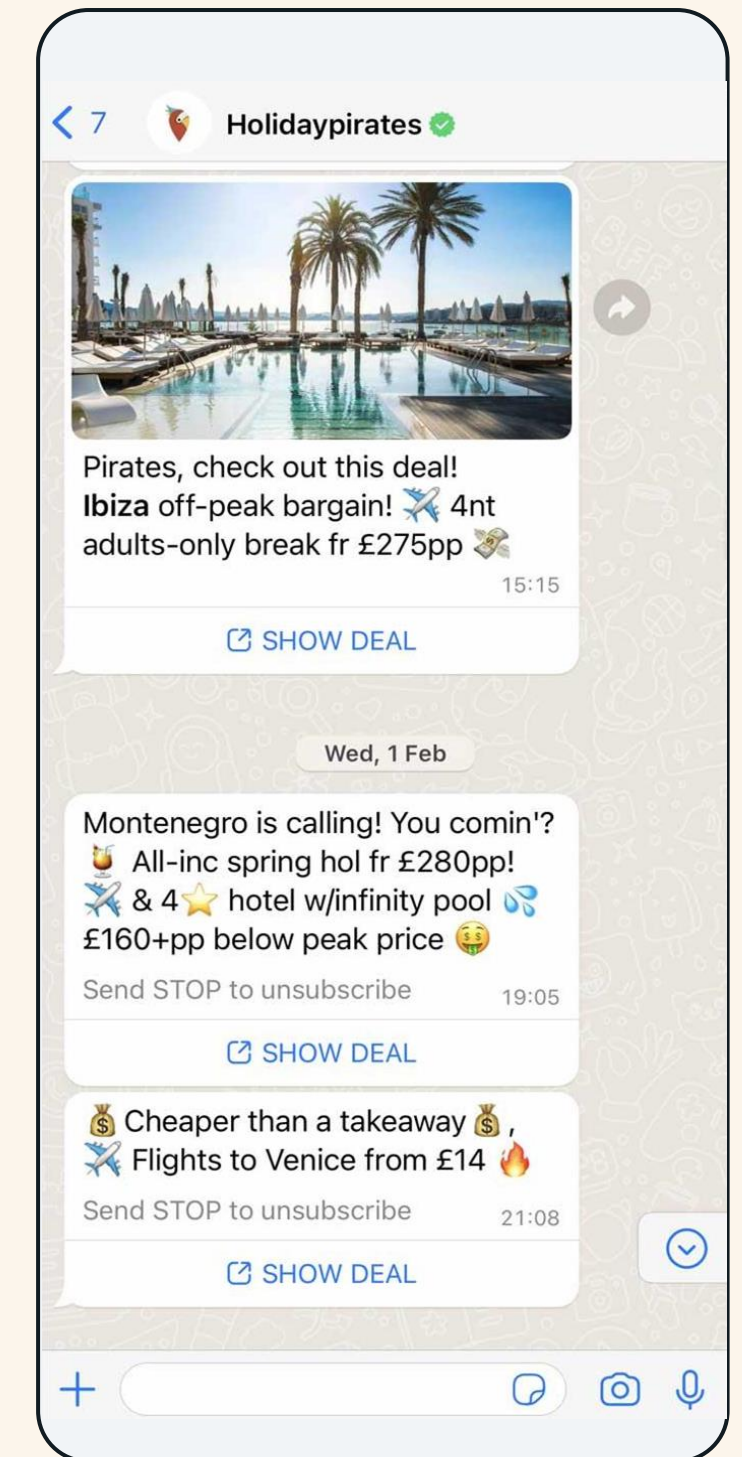 7 Holidaypirates
Pirates, check out this deal!
Ibiza off-peak bargain! ✈️ 4nt
adults-only break fr £275pp 💸
15:15
SHOW DEAL
Wed, 1 Feb
Montenegro is calling! You comin'?
🍹 All-inc spring hol fr £280pp!
✈️ & 4⭐ hotel w/infinity pool 💦
£160+pp below peak price 🤑
Send STOP to unsubscribe 19:05
SHOW DEAL
💰 Cheaper than a takeaway 💰,
✈️ Flights to Venice from £14 🔥
Send STOP to unsubscribe 21:08
SHOW DEAL